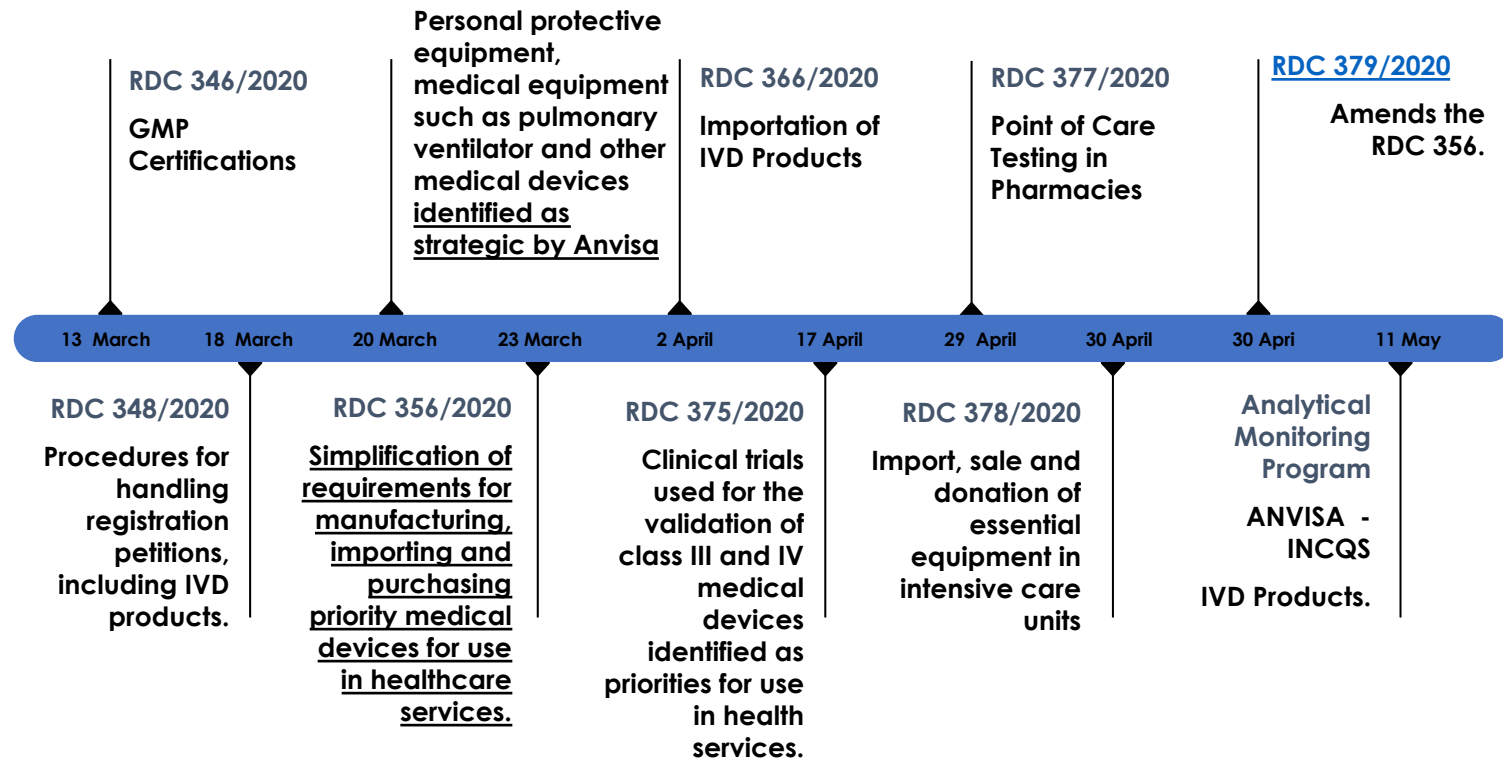 RDC 346/2020
GMP
Certifications
Personal protective
equipment,
medical equipment
such as pulmonary
ventilator and other
medical devices
identified as
strategic by Anvisa
RDC 366/2020
Importation of
IVD Products
RDC 377/2020
Point of Care
Testing in
Pharmacies
RDC 379/2020
Amends the
RDC 356.
13 March
18 March
20 March
23 March
2 April
17 April
29 April
30 April
30 Apri
11 May
RDC 348/2020
Procedures for
handling
registration
petitions,
including IVD
products.
RDC 356/2020
Simplification of
requirements for
manufacturing,
importing and
purchasing
priority medical
devices for use
in healthcare
services.
RDC 375/2020
Clinical trials
used for the
validation of
class III and IV
medical
devices
identified as
priorities for use
in health
services.
RDC 378/2020
Import, sale and
donation of
essential
equipment in
intensive care
units
Analytical
Monitoring
Program
ANVISA -
INCQS
IVD Products.